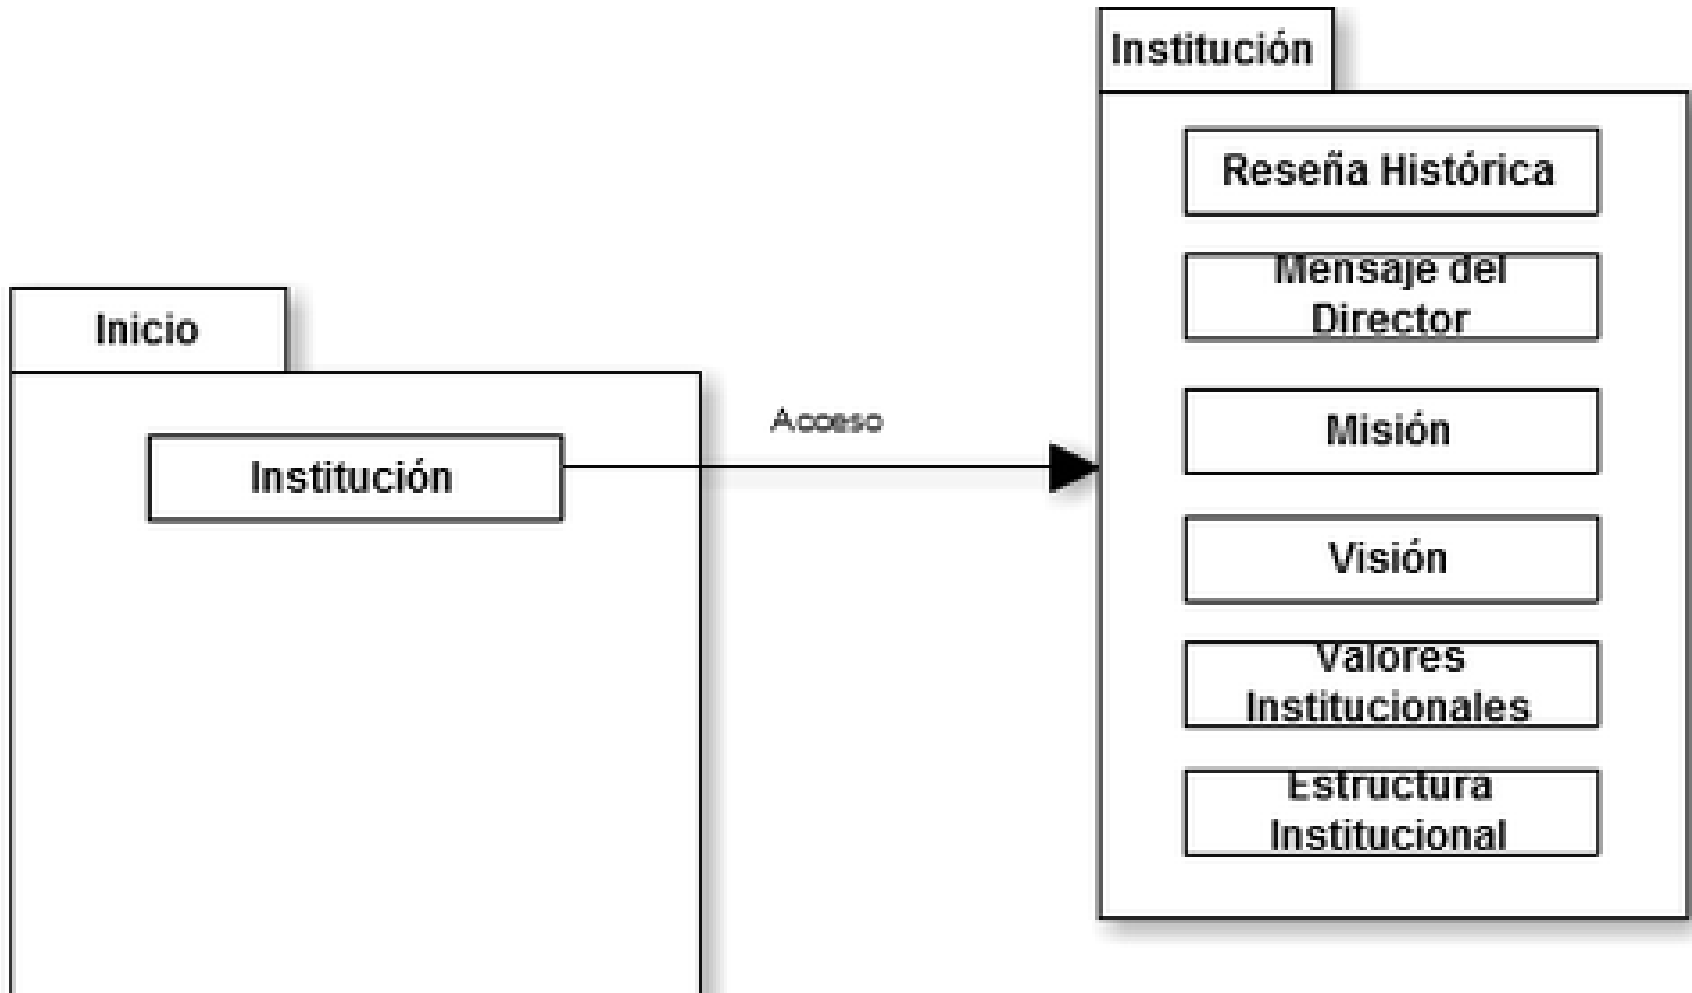 Institución
Reseña Histórica
Mensaje del
Director
Inicio
Acceso
Misión
Institución
Visión
Valores
Institucionales
Estructura
Institucional